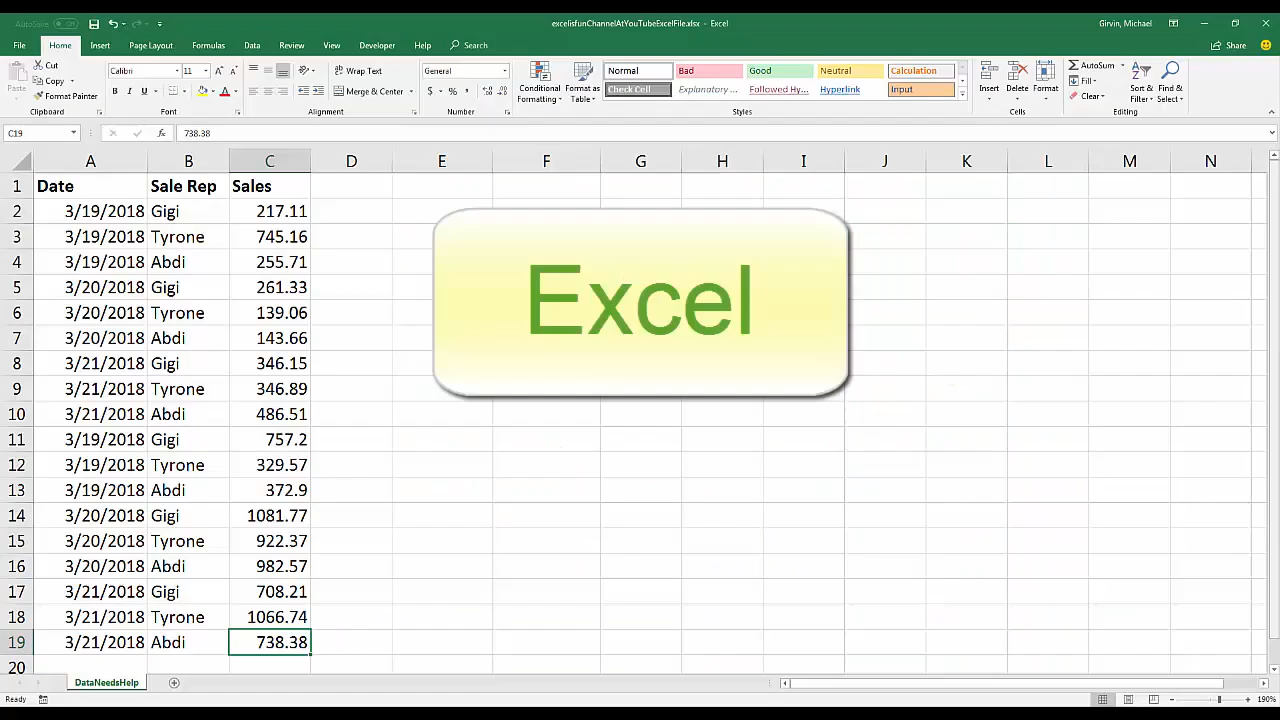 AutoSave Off
excelisfunChannelAtYouTubeExcelFile.xlsx - Excel
Girvin, Michael
File Home Insert Page Layout Formulas Data Review View Developer Help Search Share
Cut
Copy
Format Painter
Paste
Clipboard
Calibri 11
B I U
Font
Wrap Text
Merge & Center
Alignment
General
$ % ,
Number
Conditional Formatting
Format as Table
Normal Bad Good Neutral Calculation
Check Cell Explanatory ... Followed Hy... Hyperlink Input
Styles
Insert Delete Format
Cells
AutoSum
Fill
Clear
Sort & Filter
Find & Select
Editing
C19 fx 738.38
A B C D E F G H I J K L M N
1 Date Sale Rep Sales
2 3/19/2018 Gigi 217.11
3 3/19/2018 Tyrone 745.16
4 3/19/2018 Abdi 255.71
5 3/20/2018 Gigi 261.33
6 3/20/2018 Tyrone 139.06
7 3/20/2018 Abdi 143.66
8 3/21/2018 Gigi 346.15
9 3/21/2018 Tyrone 346.89
10 3/21/2018 Abdi 486.51
11 3/19/2018 Gigi 757.2
12 3/19/2018 Tyrone 329.57
13 3/19/2018 Abdi 372.9
14 3/20/2018 Gigi 1081.77
15 3/20/2018 Tyrone 922.37
16 3/20/2018 Abdi 982.57
17 3/21/2018 Gigi 708.21
18 3/21/2018 Tyrone 1066.74
19 3/21/2018 Abdi 738.38
20
Excel
DataNeedsHelp
Ready
190%